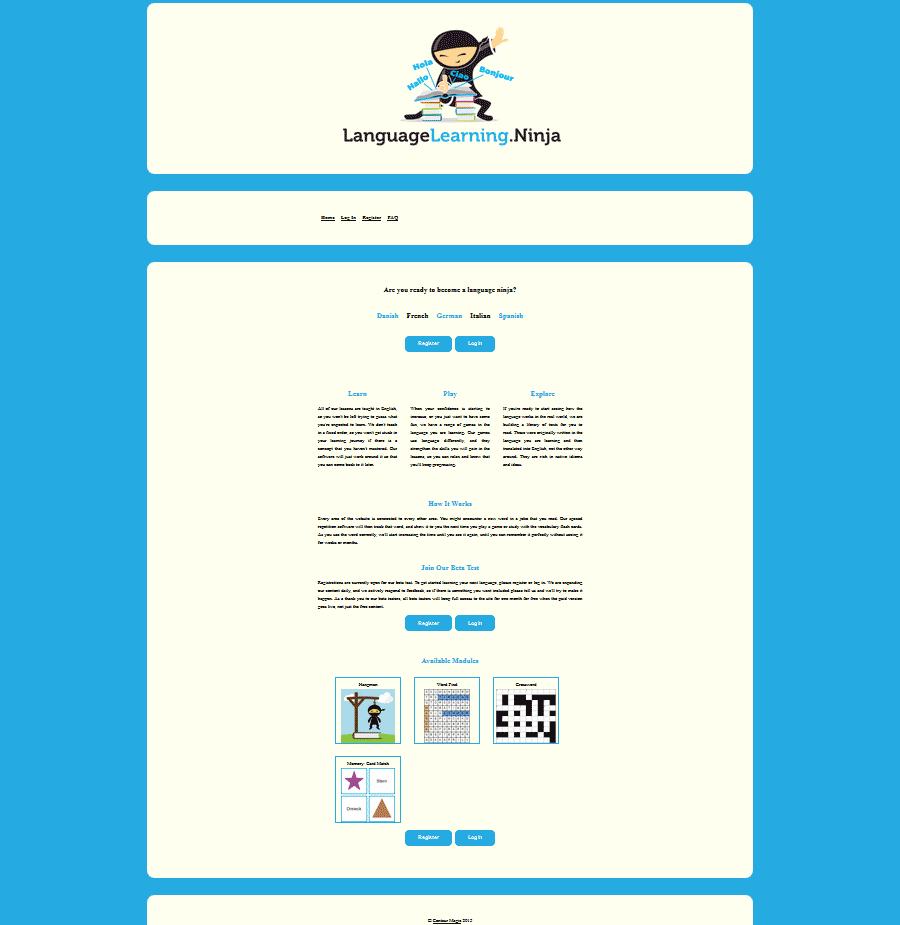 Hola
Hallo
Ciao
Bonjour
LanguageLearning.Ninja
Home Log In Register FAQ
Are you ready to become a language ninja?
Danish French German Italian Spanish
Register Log In
Learn
All of our lessons are taught in English,
so you won't be left trying to guess what
you're expected to learn. We don't teach
in a fixed order, so you won't get stuck in
your learning journey if there is a
concept that you haven't mastered. Our
software will just work around it so that
you can come back to it later.
Play
When your confidence is starting to
increase, or you just want to have some
fun, we have a range of games in the
language you are learning. Our games
use language differently, and they
strengthen the skills you will gain in the
lessons, so you can relax and know that
you'll keep progressing.
Explore
If you're ready to start seeing how the
language works in the real world, we are
building a library of texts for you to
read. These were originally written in the
language you are learning and then
translated into English, not the other way
around. They are rich in native idioms
and ideas.
How It Works
Every area of the website is connected to every other area. You might encounter a new word in a joke that you read. Our spaced
repetition software will then track that word, and show it to you the next time you play a game or study with the vocabulary flash cards.
As you use the word correctly, we'll start increasing the time until you see it again, until you can remember it perfectly without seeing it
for weeks or months.
Join Our Beta Test
Registrations are currently open for our beta test. To get started learning your next language, please register or log in. We are expanding
our content daily, and we actively respond to feedback, so if there is something you want included please tell us and we'll try to make it
happen. As a thank you to our beta testers, all beta testers will keep full access to the site for one month for free when the paid version
goes live, not just the free content.
Register Log In
Available Modules
Hangman
Word Find
Crossword
Memory: Card Match
Stern
Dreieck
Register Log In